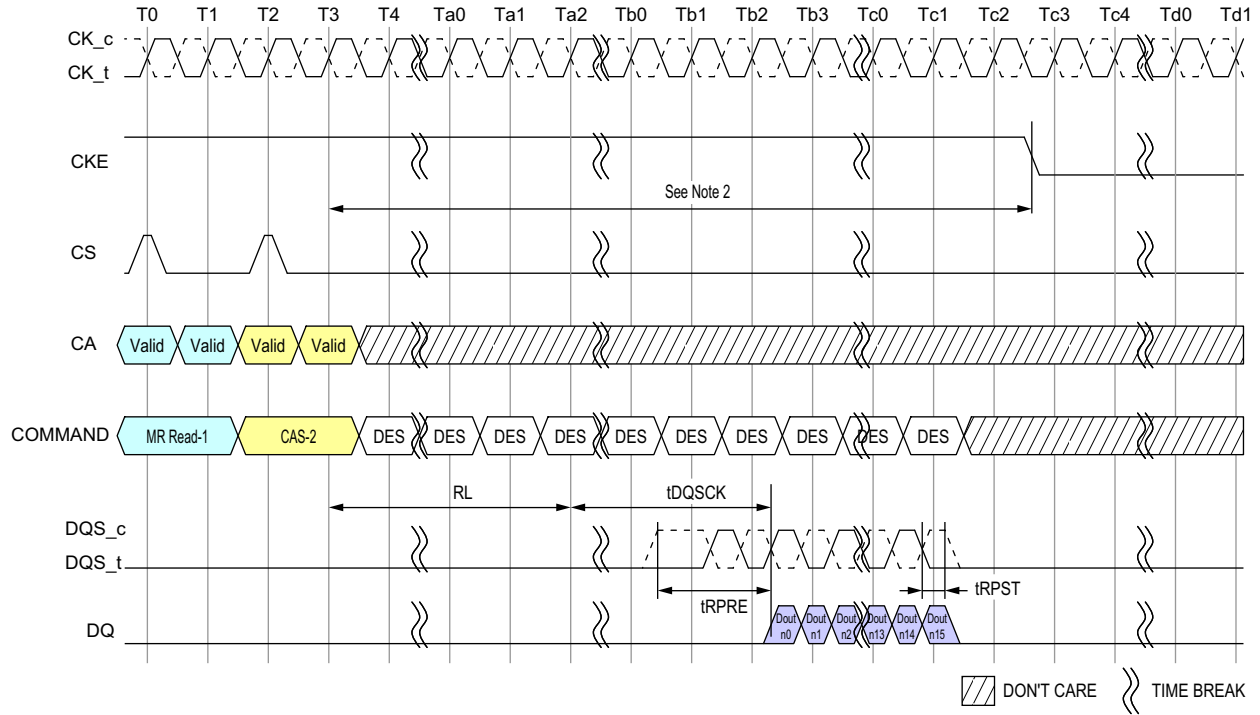 T0 T1 T2 T3 T4 Ta0 Ta1 Ta2 Tb0 Tb1 Tb2 Tb3 Tc0 Tc1 Tc2 Tc3 Tc4 Td0 Td1
CK_c
CK_t
CKE
See Note 2
CS
CA Valid Valid Valid Valid
COMMAND MR Read-1 CAS-2 DES DES DES DES DES DES DES DES DES DES
RL tDQSCK
DQS_c
DQS_t
tRPRE tRPST
DQ Dout n0 Dout n1 Dout n2 Dout n13 Dout n14 Dout n15
DON'T CARE TIME BREAK